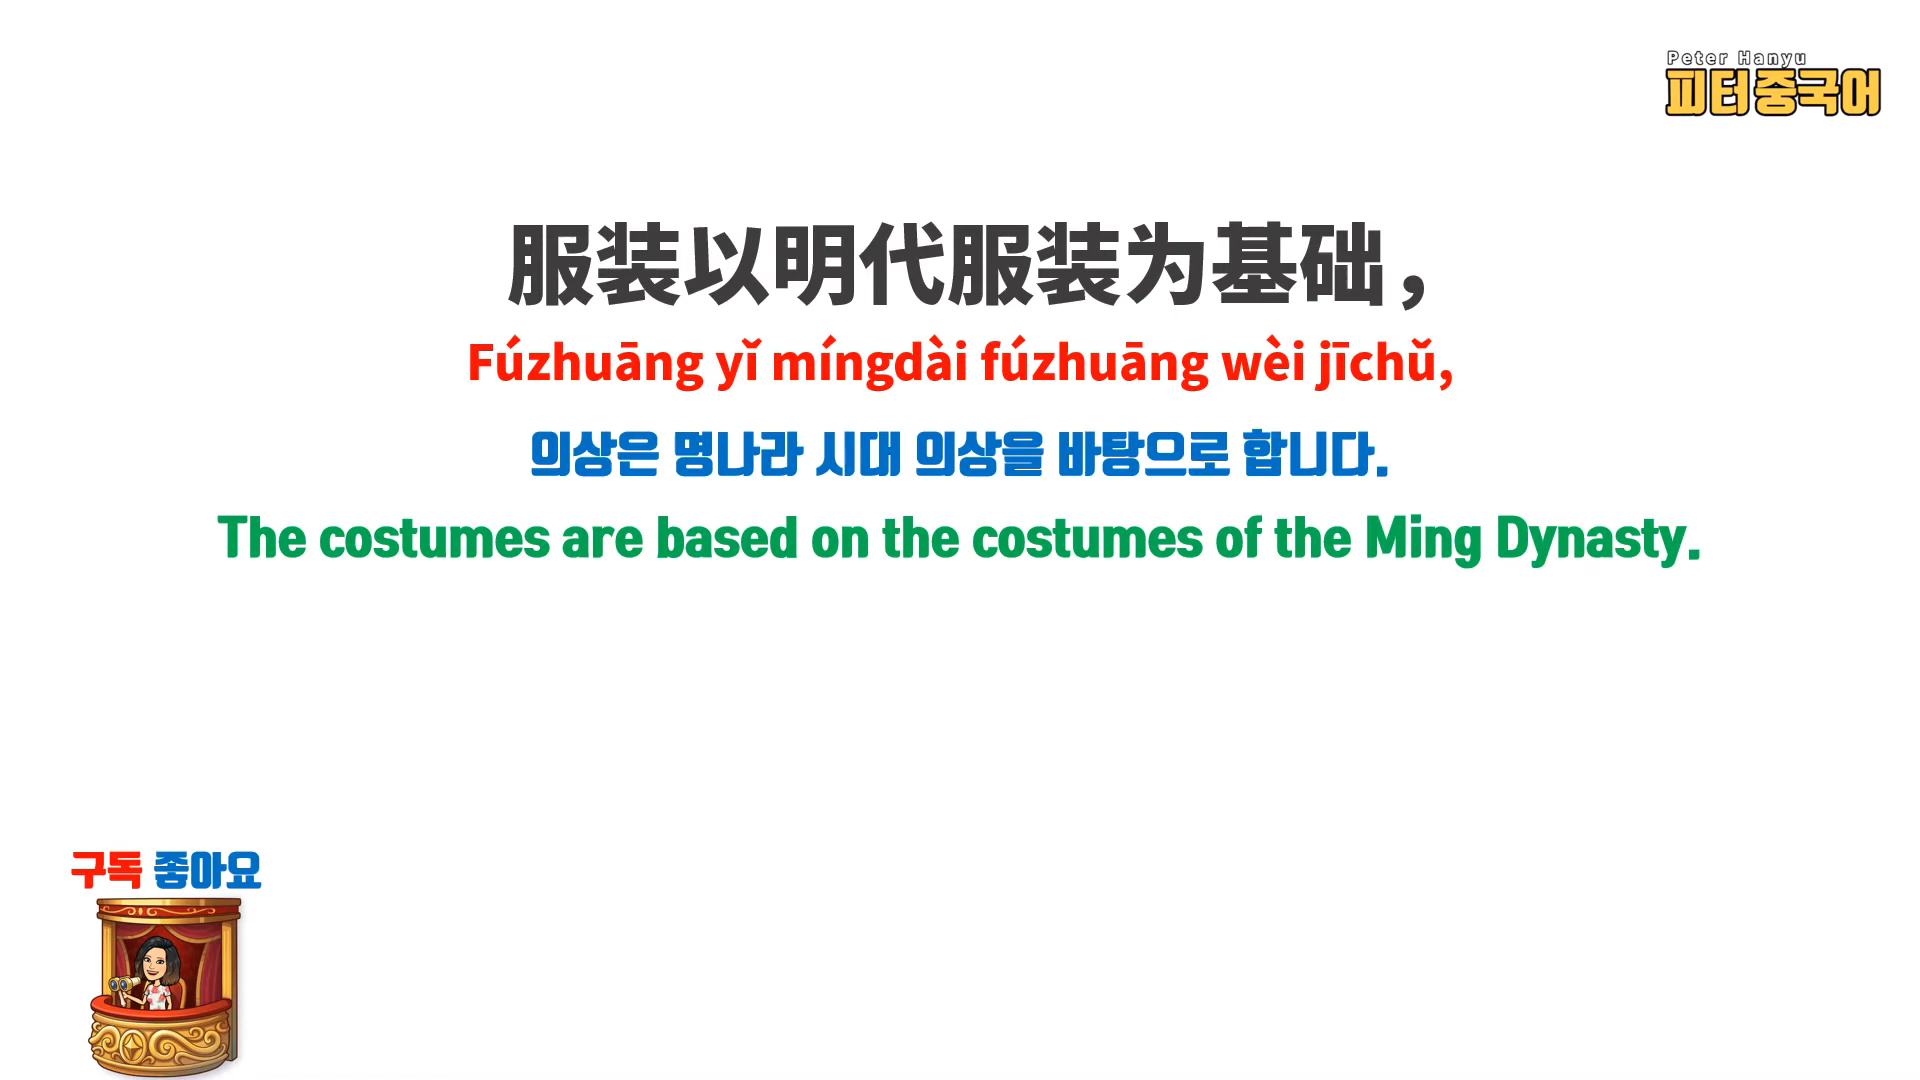 Peter Hanyu
피터 중국어
服装以明代服装为基础，
Fúzhuāng yǐ míngdài fúzhuāng wèi jīchǔ,
의상은 명나라 시대 의상을 바탕으로 합니다.
The costumes are based on the costumes of the Ming Dynasty.
구독 좋아요